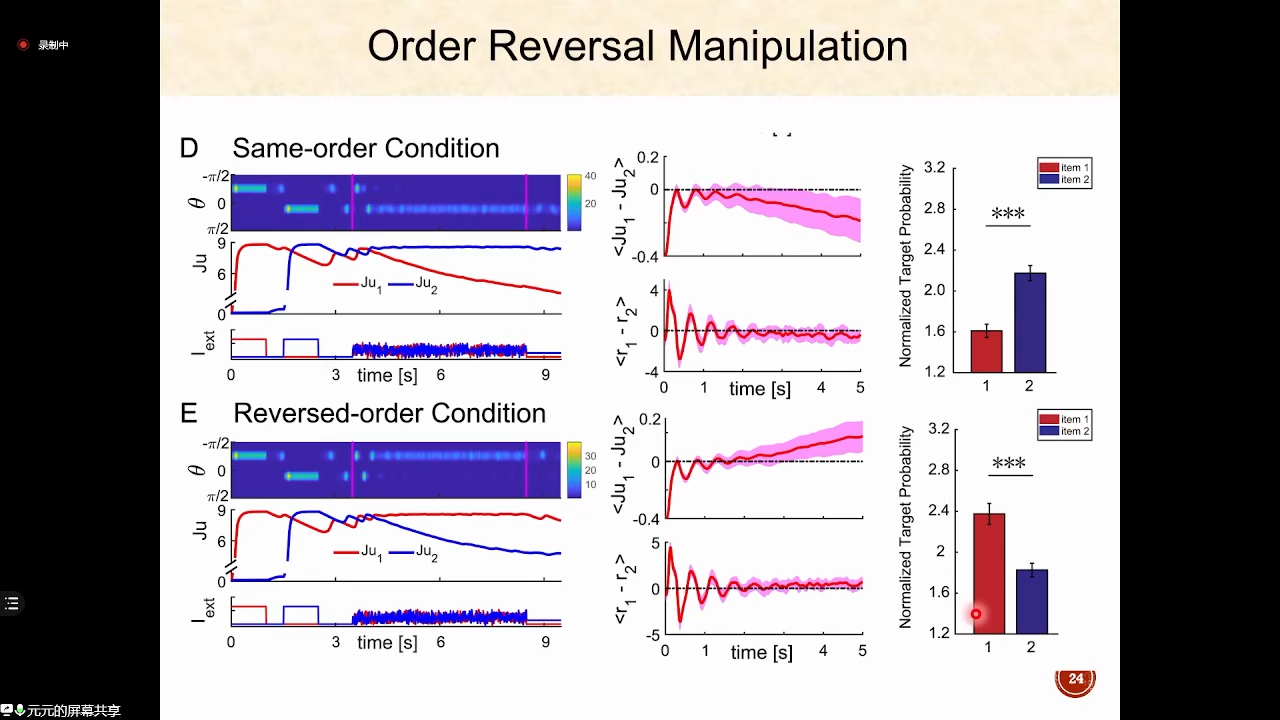 录制中
Order Reversal Manipulation
D Same-order Condition
-π/2
θ 0
π/2
40
20
9
Ju 6
0
Ju1 Ju2
Iext
0 3 time [s] 6 9
<Ju1 - Ju2>
0.2
0
-0.4
<r1 - r2>
4
0
-4
0 1 time [s] 4 5
Normalized Target Probability
3.2
2.8
2.4
2.0
1.6
1.2
item 1
item 2
***
1 2
E Reversed-order Condition
-π/2
θ 0
π/2
30
20
10
9
Ju 6
0
Ju1 Ju2
Iext
0 3 time [s] 6 9
<Ju1 - Ju2>
0.2
0
-0.4
<r1 - r2>
5
0
-5
0 1 time [s] 4 5
Normalized Target Probability
3.2
2.8
2.4
2
1.6
1.2
item 1
item 2
***
1 2
24
元元的屏幕共享